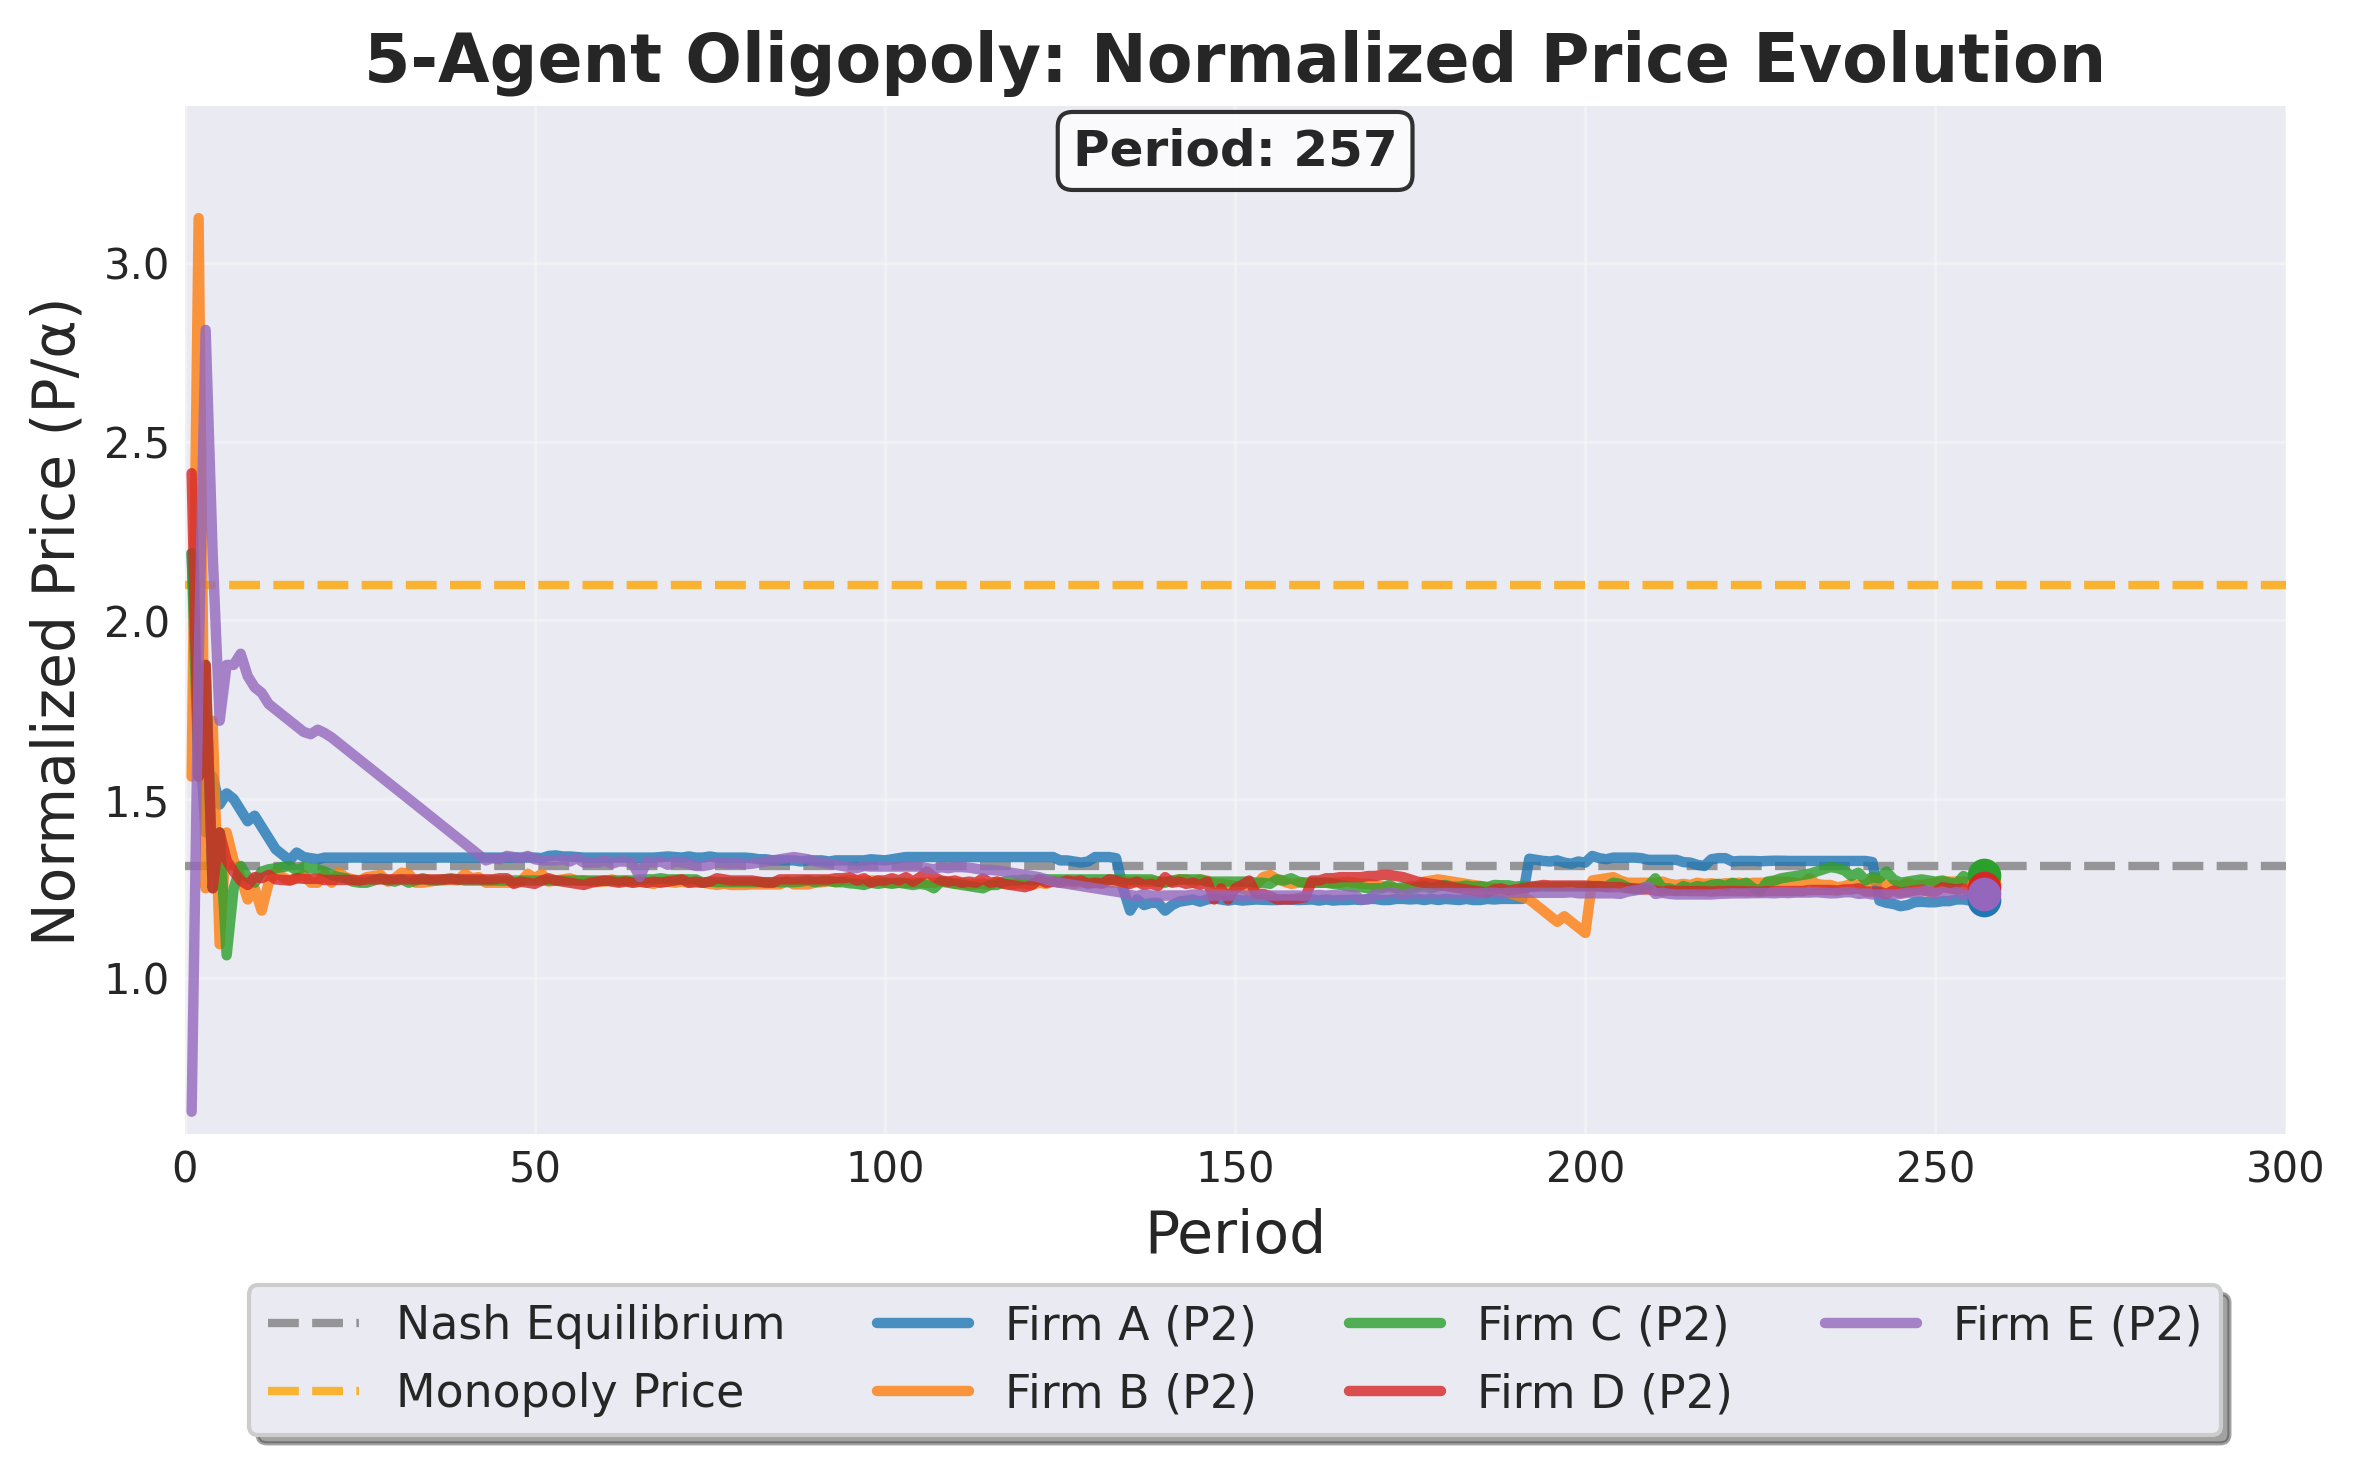 5-Agent Oligopoly: Normalized Price Evolution
Period: 257
Normalized Price (P/α)
3.0
2.5
2.0
1.5
1.0
0 50 100 150 200 250 300
Period
Nash Equilibrium
Monopoly Price
Firm A (P2)
Firm B (P2)
Firm C (P2)
Firm D (P2)
Firm E (P2)